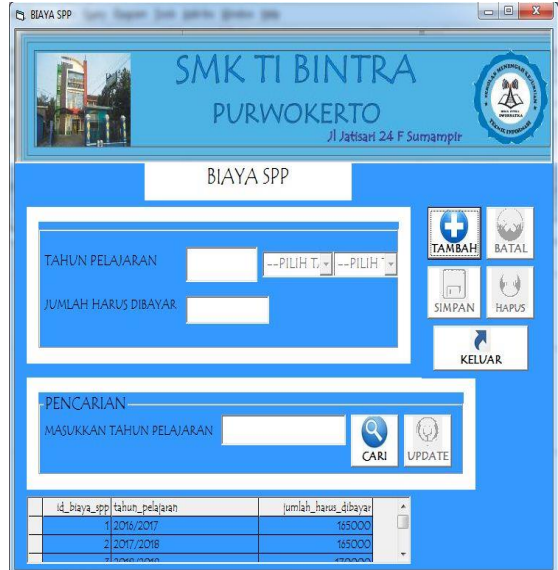 BIAYA SPP
SMK TI BINTRA
PURWOKERTO
Jl Jatisari 24 F Sumampir
BIAYA SPP
TAHUN PELAJARAN
--PILIH T
--PILIH
JUMLAH HARUS DIBAYAR
TAMBAH
BATAL
SIMPAN
HAPUS
KELUAR
PENCARIAN
MASUKKAN TAHUN PELAJARAN
CARI
UPDATE
id_biaya_spp tahun_pelajaran jumlah_harus_dibayar
1 2016/2017 165000
2 2017/2018 165000